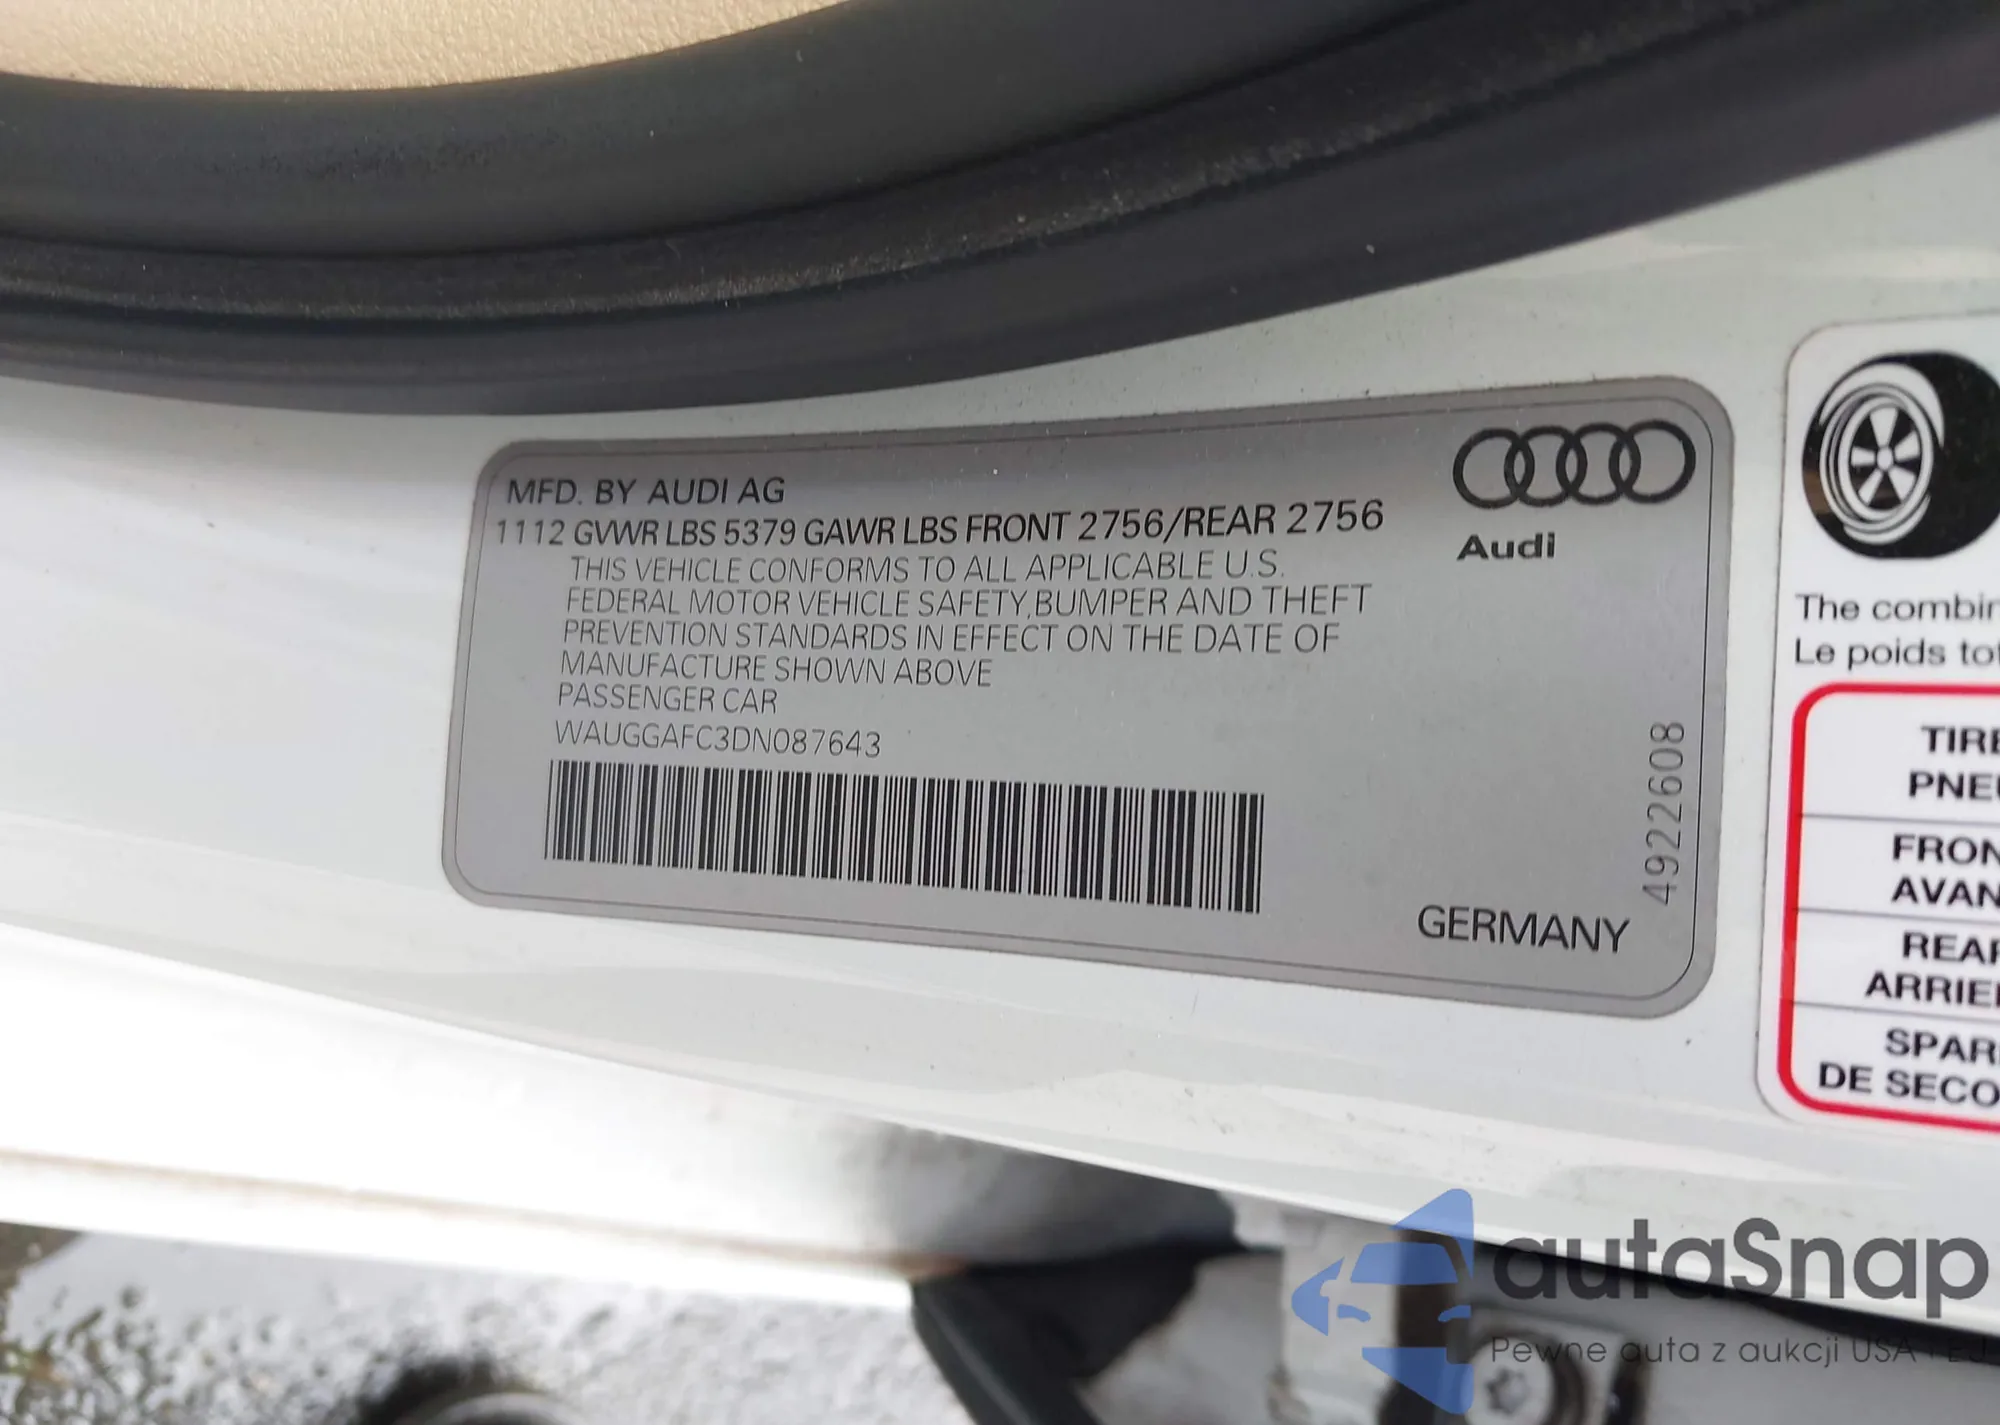 MFD. BY AUDI AG
1112 GVWR LBS 5379 GAWR LBS FRONT 2756/REAR 2756
THIS VEHICLE CONFORMS TO ALL APPLICABLE U.S.
FEDERAL MOTOR VEHICLE SAFETY,BUMPER AND THEFT
PREVENTION STANDARDS IN EFFECT ON THE DATE OF
MANUFACTURE SHOWN ABOVE
PASSENGER CAR
WAUGGAFC3DN087643
Audi
4922608
GERMANY
The combin
Le poids tot
TIRE
PNEU
FRON
AVAN
REAR
ARRIE
SPAR
DE SECO
autaSnap
Pewne auta z aukcji USA i EU